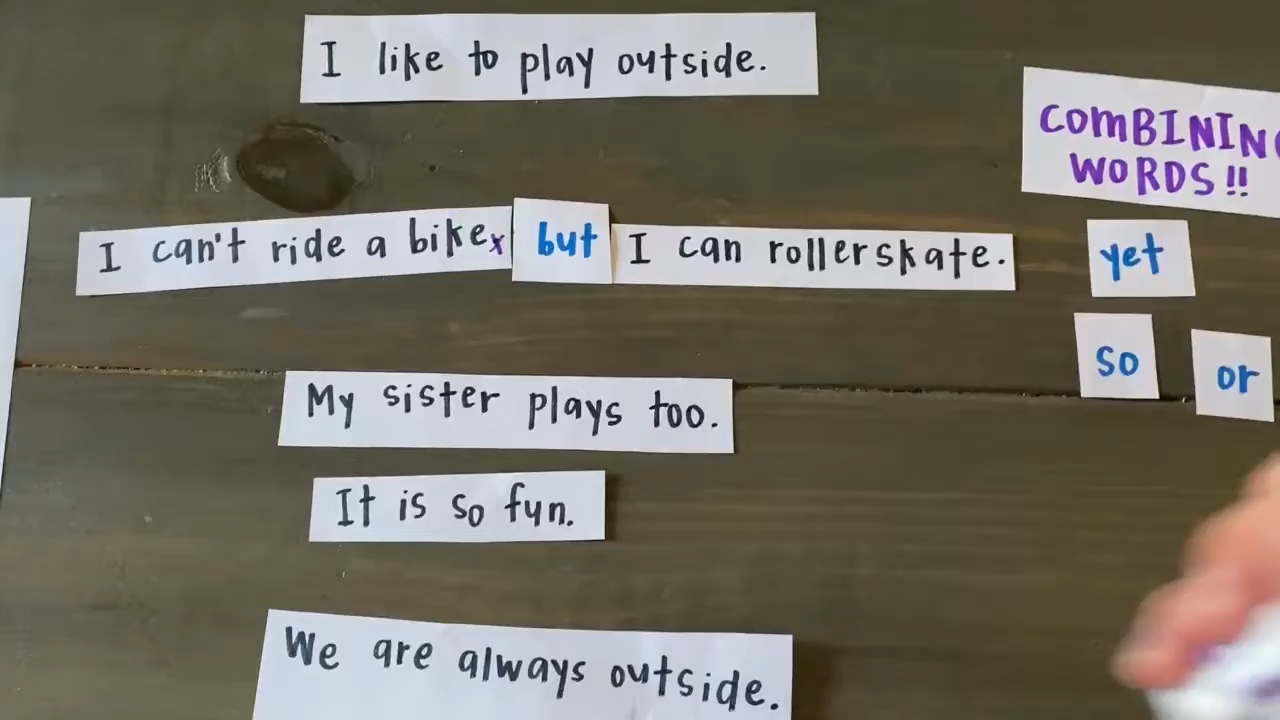 I like to play outside.
COMBINING
WORDS!!
I can't ride a bikex but I can rollerskate.
yet
so or
My sister plays too.
It is so fun.
We are always outside.